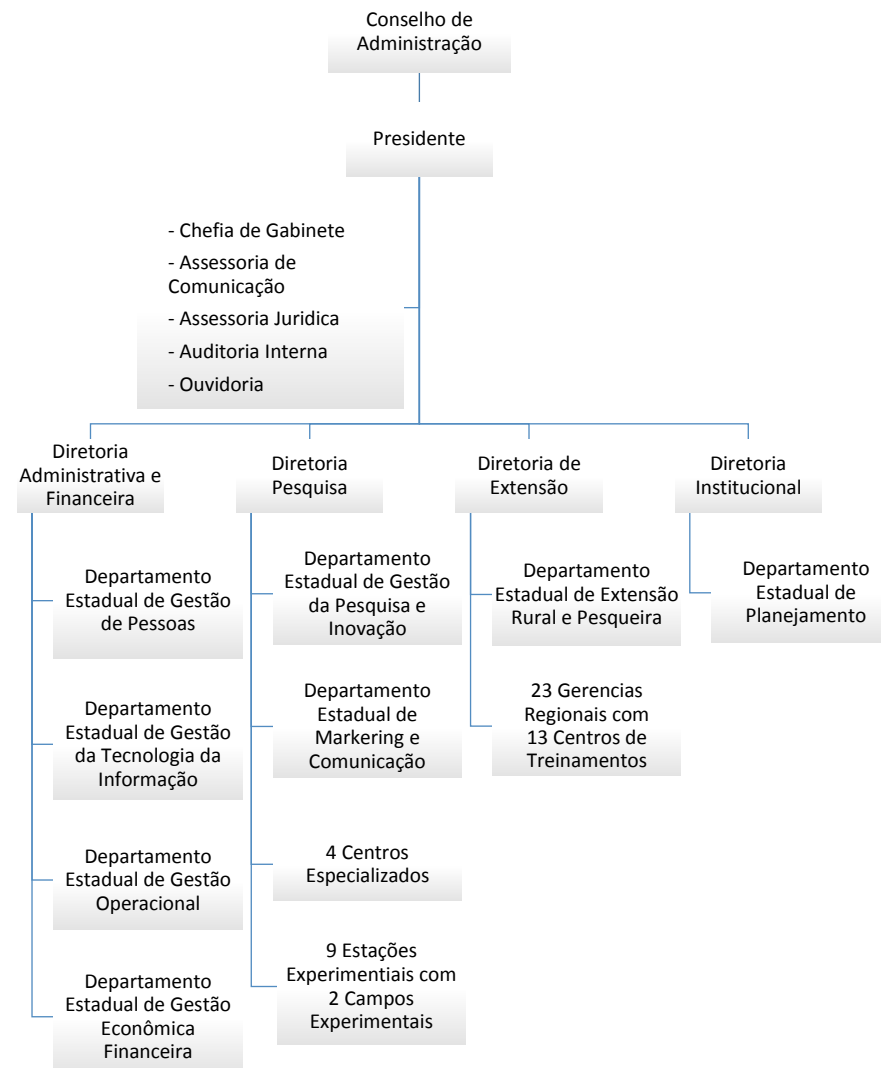 Conselho de
Administração
Presidente
- Chefia de Gabinete
- Assessoria de
Comunicação
- Assessoria Juridica
- Auditoria Interna
- Ouvidoria
Diretoria
Administrativa e
Financeira
Departamento
Estadual de Gestão
de Pessoas
Departamento
Estadual de Gestão
da Tecnologia da
Informação
Departamento
Estadual de Gestão
Operacional
Departamento
Estadual de Gestão
Econômica
Financeira
Diretoria
Pesquisa
Departamento
Estadual de Gestão
da Pesquisa e
Inovação
Departamento
Estadual de
Markering e
Comunicação
4 Centros
Especializados
9 Estações
Experimentiais com
2 Campos
Experimentais
Diretoria de
Extensão
Departamento
Estadual de Extensão
Rural e Pesqueira
23 Gerencias
Regionais com
13 Centros de
Treinamentos
Diretoria
Institucional
Departamento
Estadual de
Planejamento